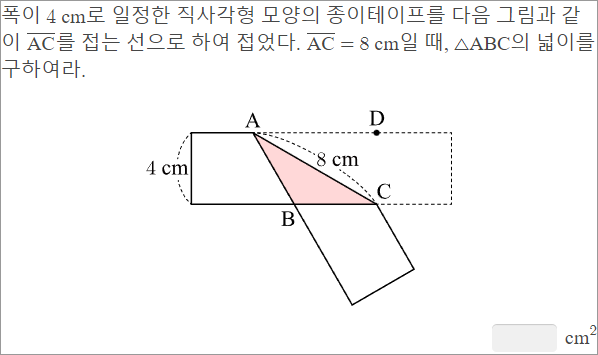 폭이 4 cm로 일정한 직사각형 모양의 종이테이프를 다음 그림과 같
이 AC를 접는 선으로 하여 접었다. AC = 8 cm일 때, △ABC의 넓이를
구하여라.
A
D
8 cm
4 cm
C
B
cm²